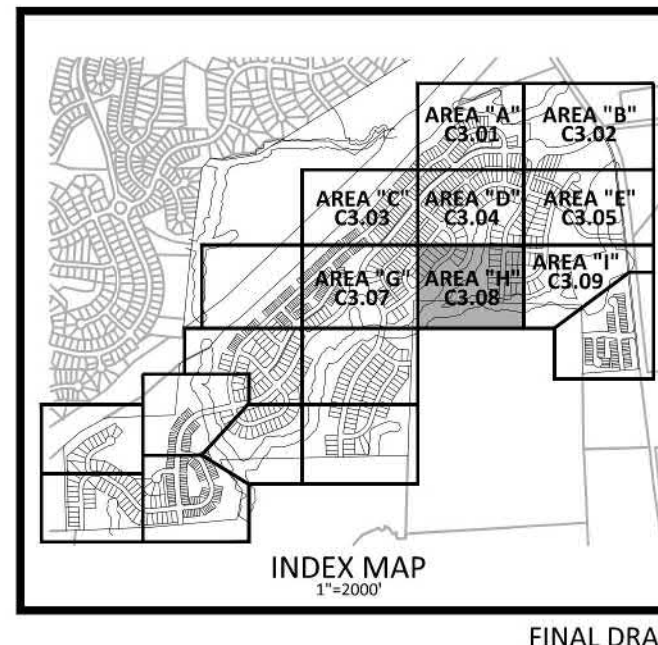 AREA "A"
C3.01
AREA "B"
C3.02
AREA "C"
C3.03
AREA "D"
C3.04
AREA "E"
C3.05
AREA "G"
C3.07
AREA "H"
C3.08
AREA "I"
C3.09
INDEX MAP
1"=2000'
FINAL DRA